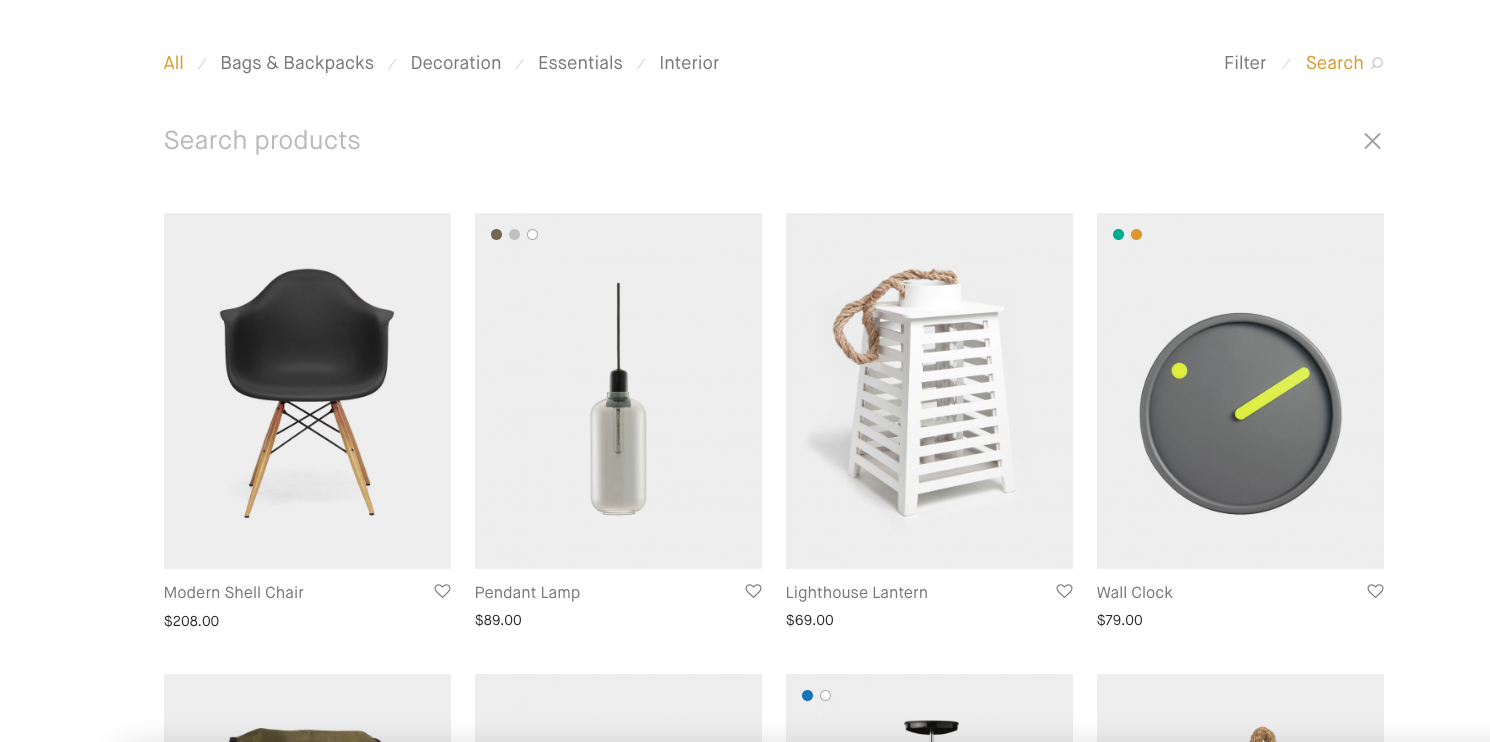 All / Bags & Backpacks / Decoration / Essentials / Interior
Filter / Search
Search products
Modern Shell Chair
$208.00
Pendant Lamp
$89.00
Lighthouse Lantern
$69.00
Wall Clock
$79.00